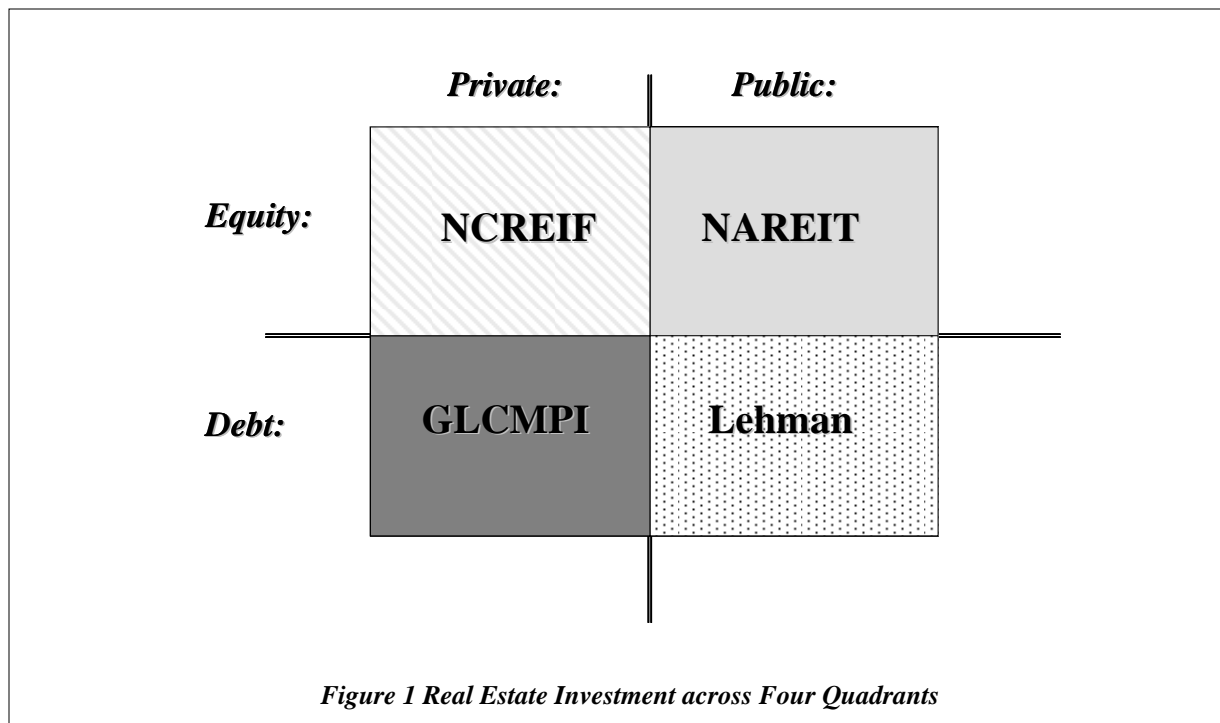 Private: Public:
Equity: NCREIF NAREIT
Debt: GLCMPI Lehman
Figure 1 Real Estate Investment across Four Quadrants